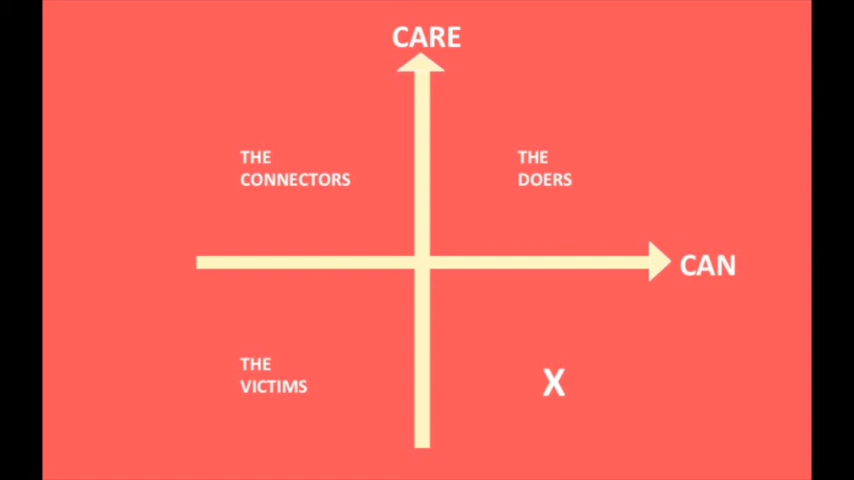 CARE
THE
CONNECTORS
THE
DOERS
CAN
THE
VICTIMS
X